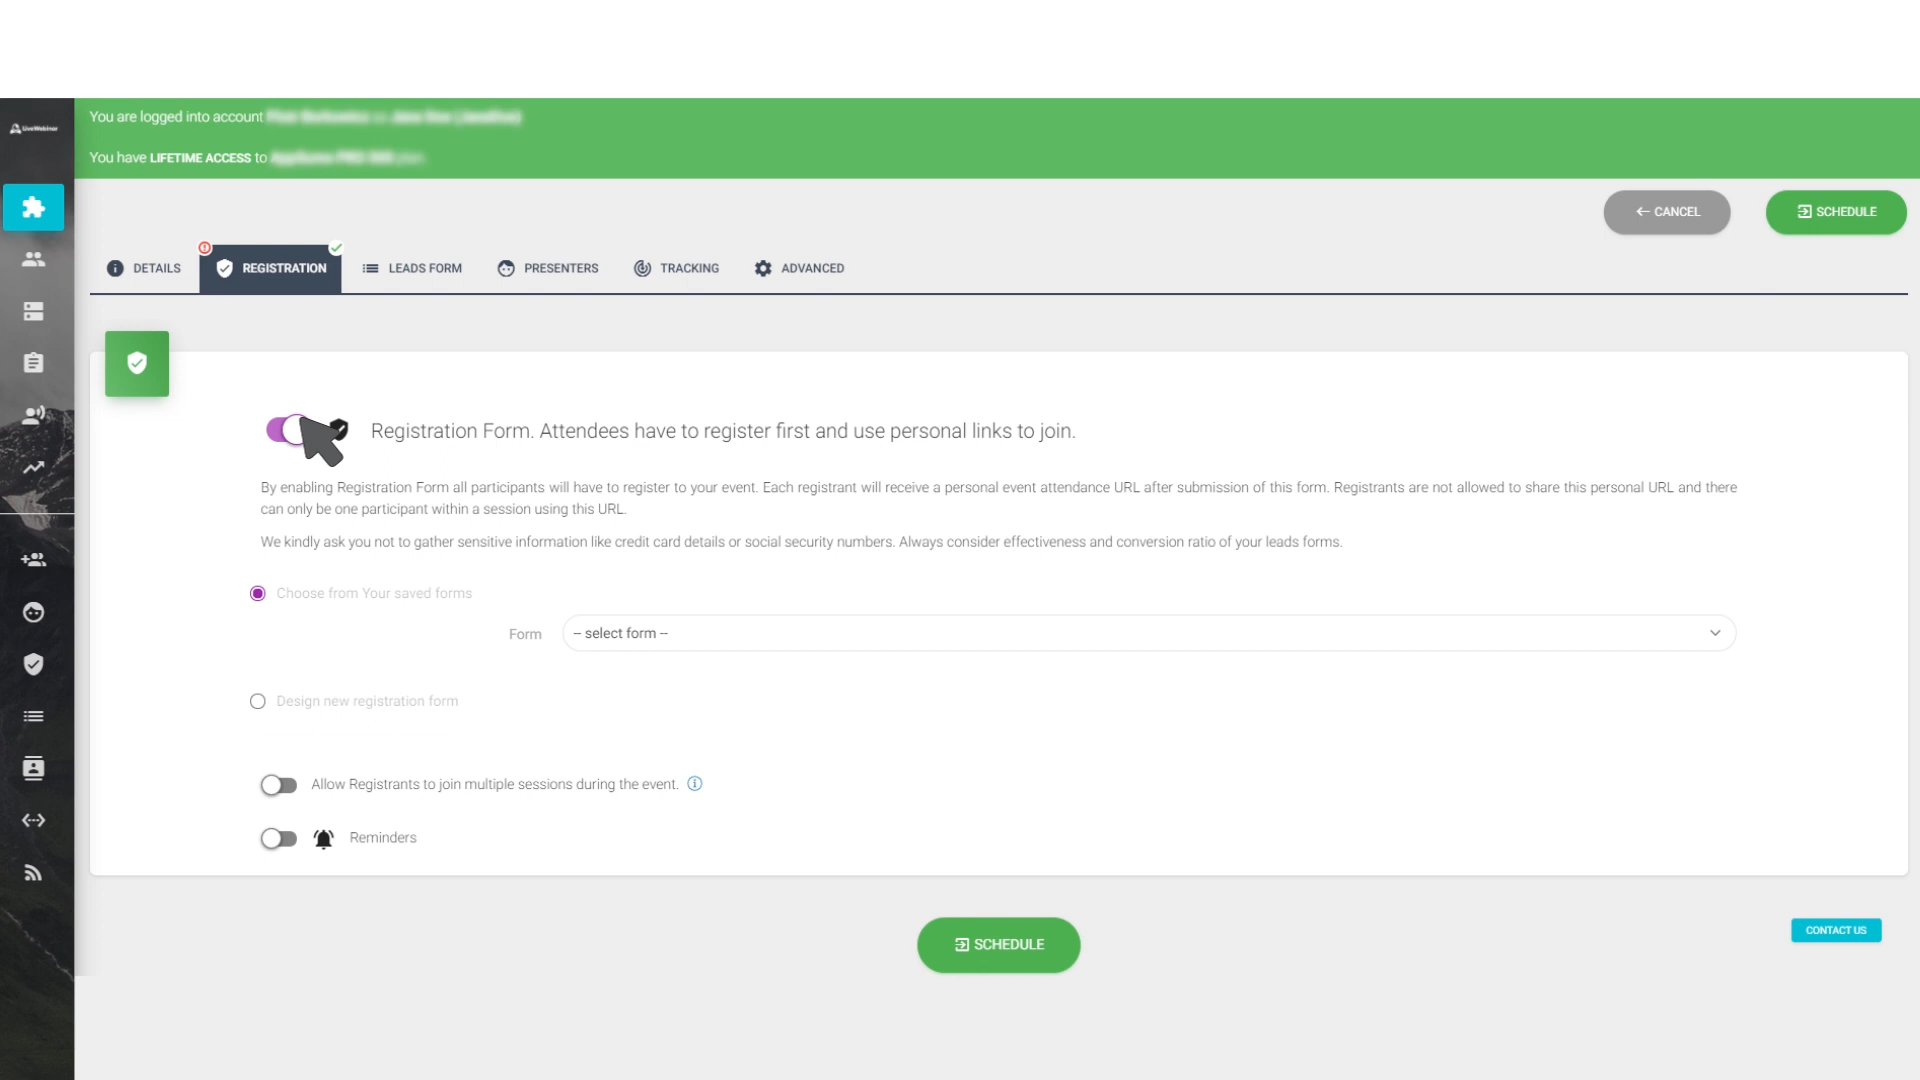 You are logged into account
LiveWebinar
You have LIFETIME ACCESS to
CANCEL
SCHEDULE
DETAILS
REGISTRATION
LEADS FORM
PRESENTERS
TRACKING
ADVANCED
Registration Form. Attendees have to register first and use personal links to join.
By enabling Registration Form all participants will have to register to your event. Each registrant will receive a personal event attendance URL after submission of this form. Registrants are not allowed to share this personal URL and there
can only be one participant within a session using this URL.
We kindly ask you not to gather sensitive information like credit card details or social security numbers. Always consider effectiveness and conversion ratio of your leads forms.
Choose from Your saved forms
Form
-- select form --
Design new registration form
Allow Registrants to join multiple sessions during the event.
Reminders
SCHEDULE
CONTACT US